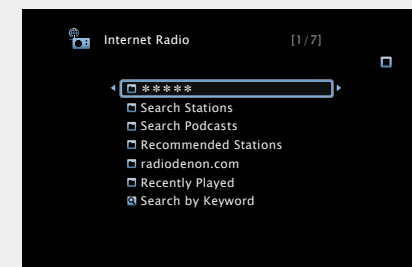 Internet Radio [1/7]
*****
Search Stations
Search Podcasts
Recommended Stations
radiodenon.com
Recently Played
Search by Keyword